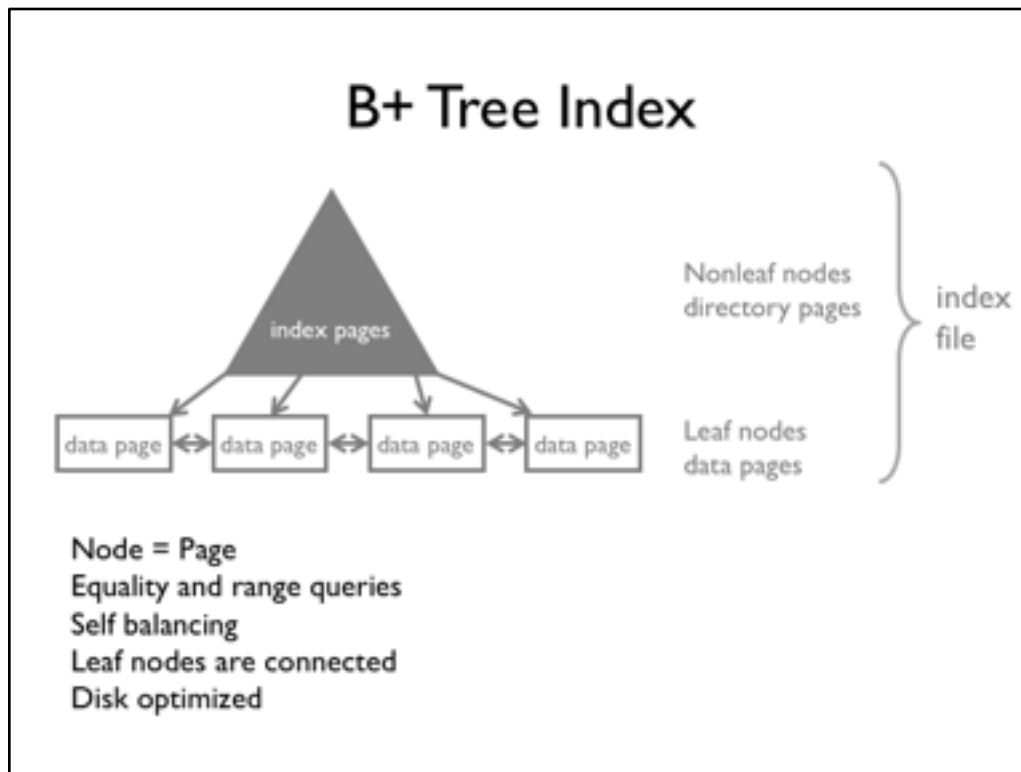 B+ Tree Index
index pages
Nonleaf nodes
directory pages
index
file
data page
data page
data page
data page
Leaf nodes
data pages
Node = Page
Equality and range queries
Self balancing
Leaf nodes are connected
Disk optimized